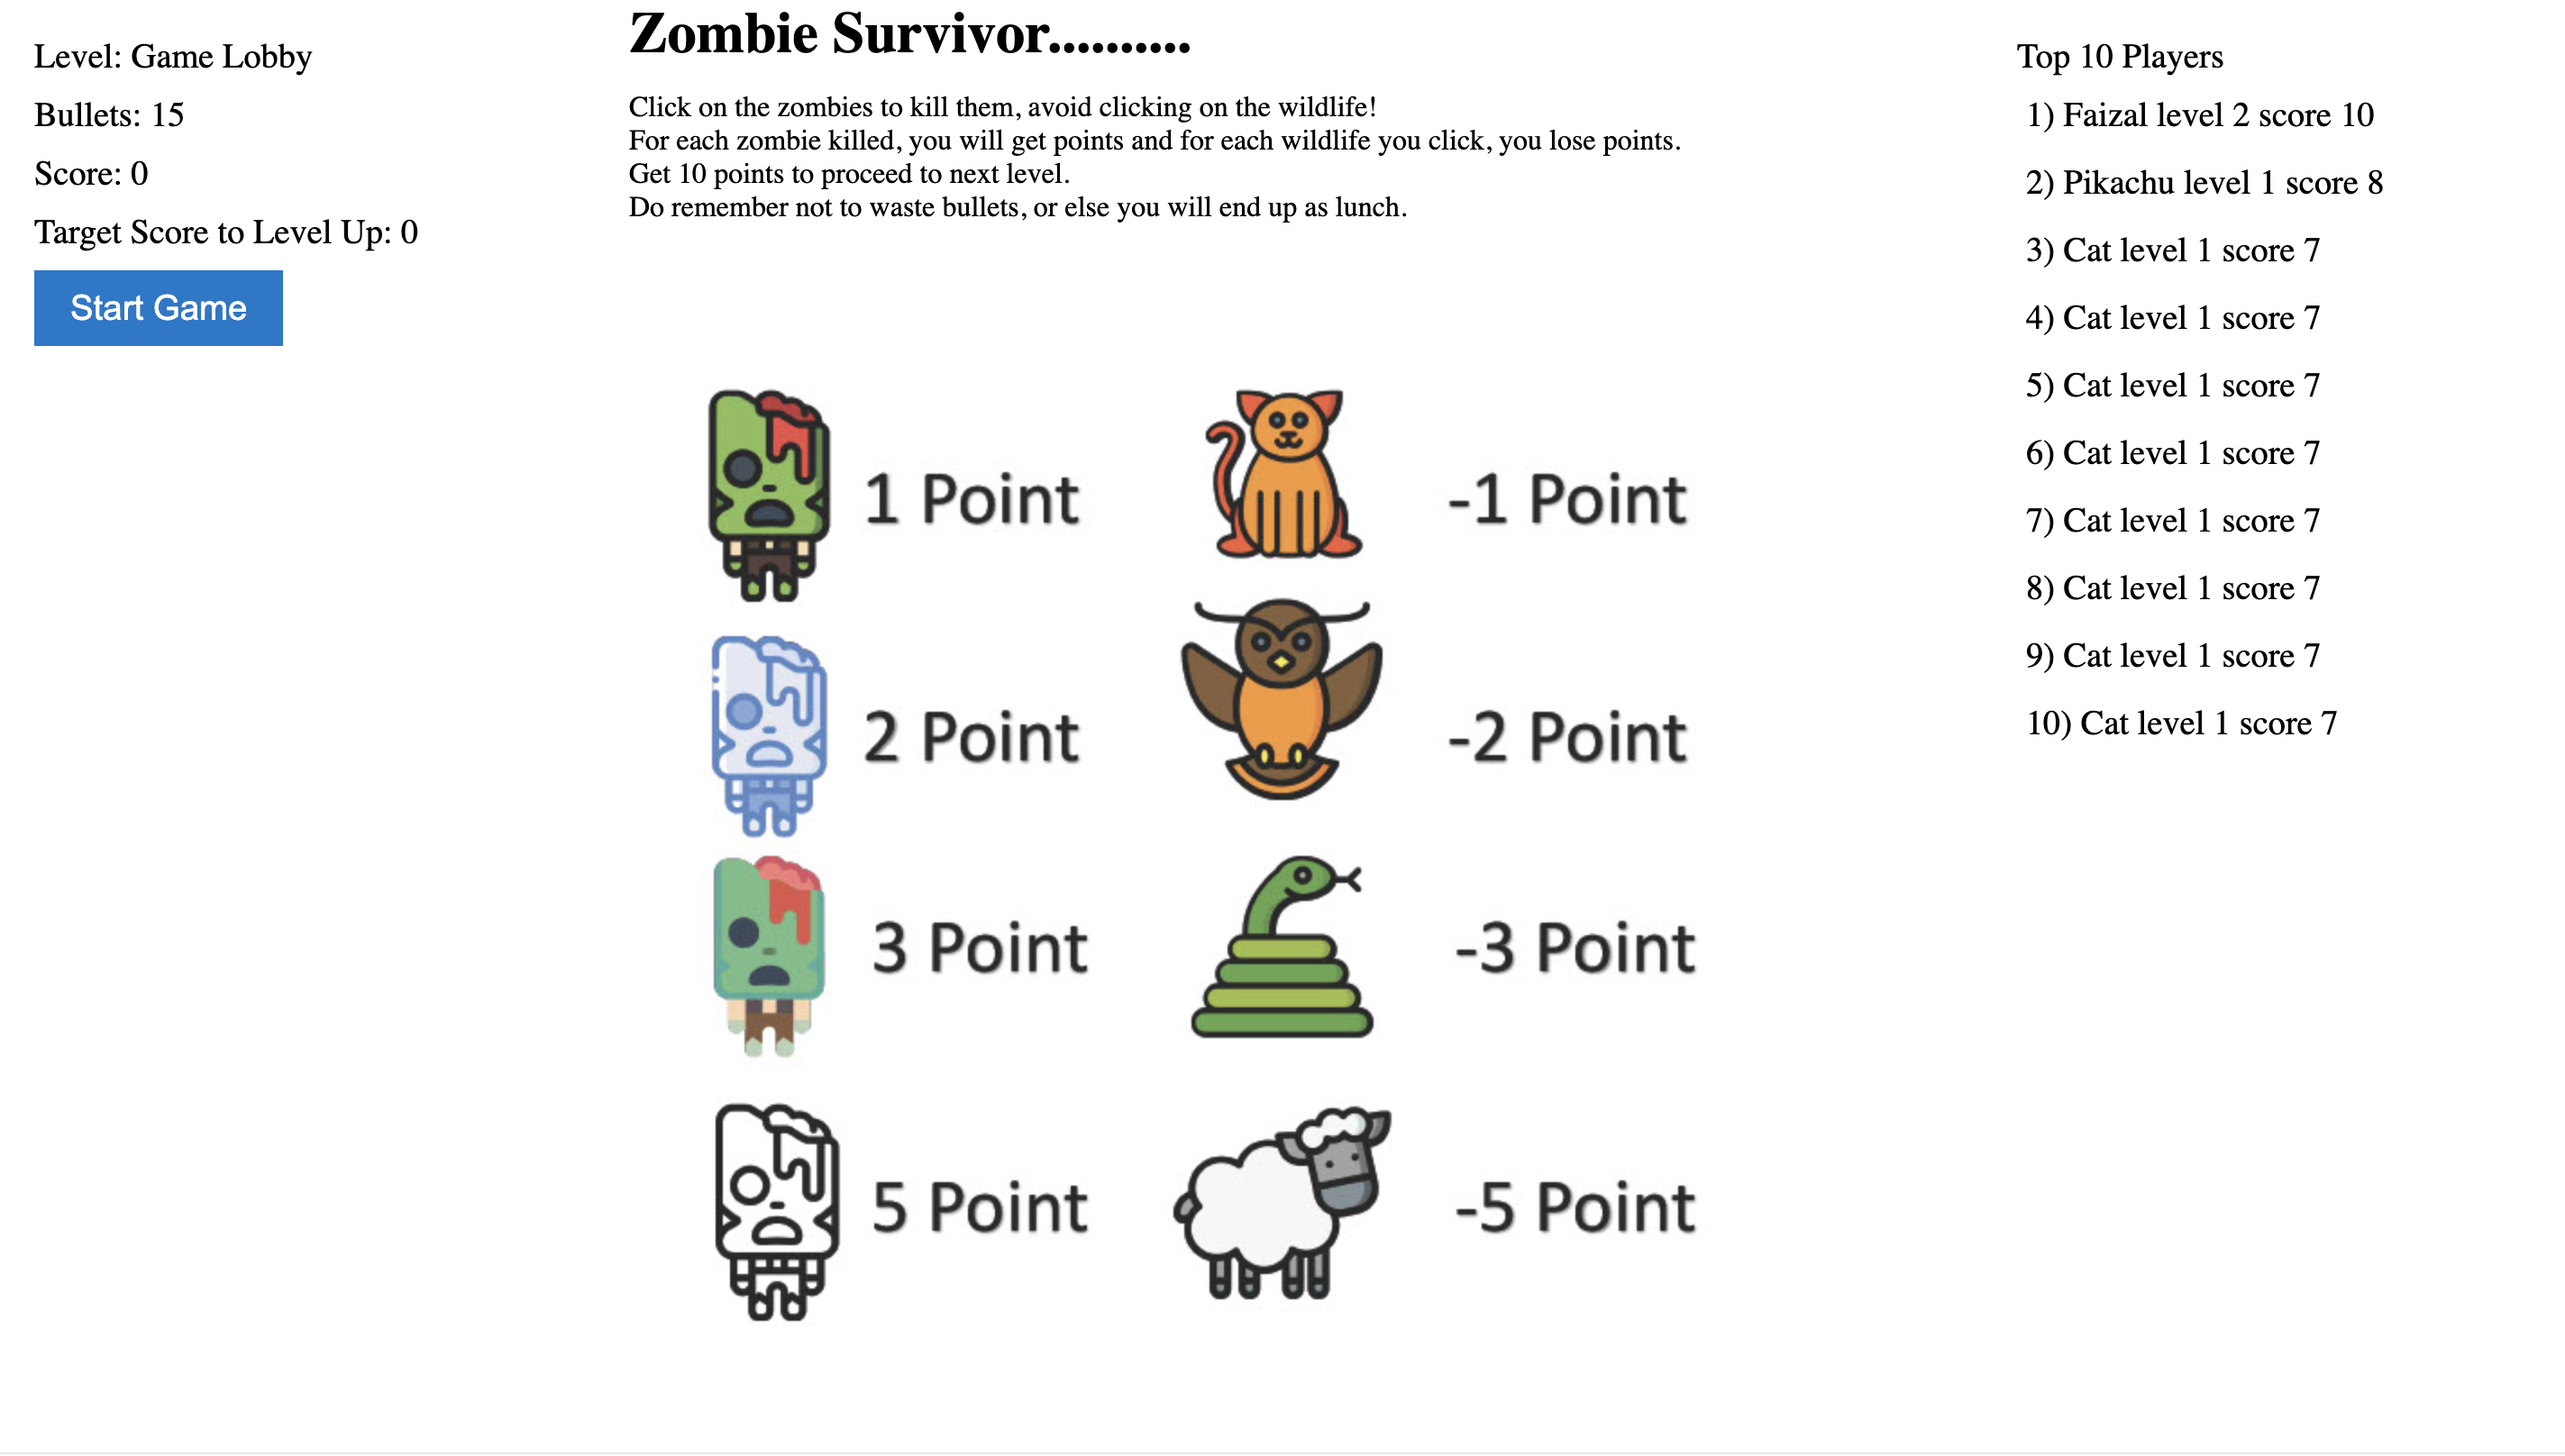 Level: Game Lobby
Bullets: 15
Score: 0
Target Score to Level Up: 0
Start Game
Zombie Survivor..........
Click on the zombies to kill them, avoid clicking on the wildlife!
For each zombie killed, you will get points and for each wildlife you click, you lose points.
Get 10 points to proceed to next level.
Do remember not to waste bullets, or else you will end up as lunch.
1 Point
-1 Point
2 Point
-2 Point
3 Point
-3 Point
5 Point
-5 Point
Top 10 Players
1) Faizal level 2 score 10
2) Pikachu level 1 score 8
3) Cat level 1 score 7
4) Cat level 1 score 7
5) Cat level 1 score 7
6) Cat level 1 score 7
7) Cat level 1 score 7
8) Cat level 1 score 7
9) Cat level 1 score 7
10) Cat level 1 score 7